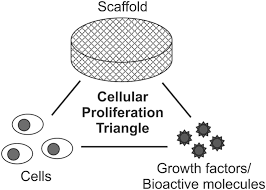 Scaffold
Cellular
Proliferation
Triangle
Cells
Growth factors/
Bioactive molecules